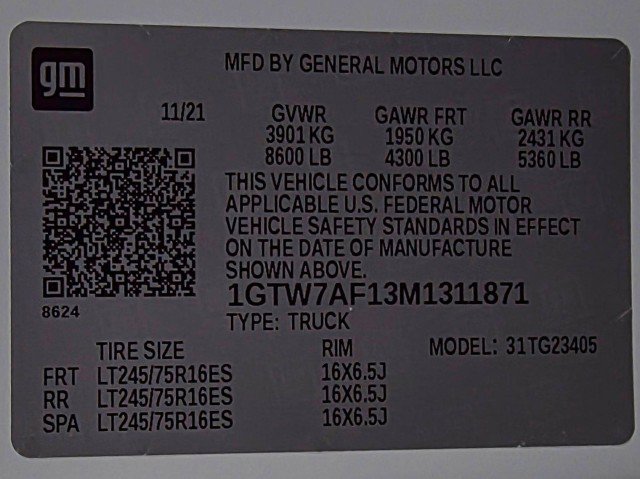 gm
MFD BY GENERAL MOTORS LLC
11/21 GVWR GAWR FRT GAWR RR
3901 KG 1950 KG 2431 KG
8600 LB 4300 LB 5360 LB
THIS VEHICLE CONFORMS TO ALL
APPLICABLE U.S. FEDERAL MOTOR
VEHICLE SAFETY STANDARDS IN EFFECT
ON THE DATE OF MANUFACTURE
SHOWN ABOVE.
1GTW7AF13M1311871
8624
TYPE: TRUCK
TIRE SIZE RIM MODEL: 31TG23405
FRT LT245/75R16ES 16X6.5J
RR LT245/75R16ES 16X6.5J
SPA LT245/75R16ES 16X6.5J